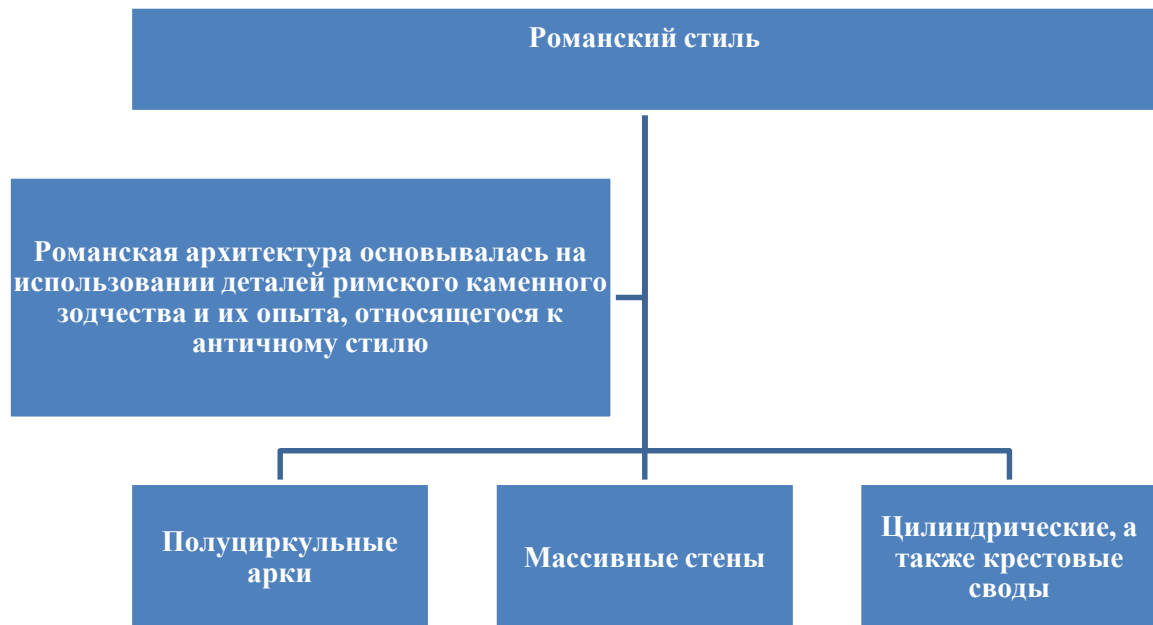 Романский стиль
Романская архитектура основывалась на
использовании деталей римского каменного
зодчества и их опыта, относящегося к
античному стилю
Полуциркульные
арки
Массивные стены
Цилиндрические, а
также крестовые
своды